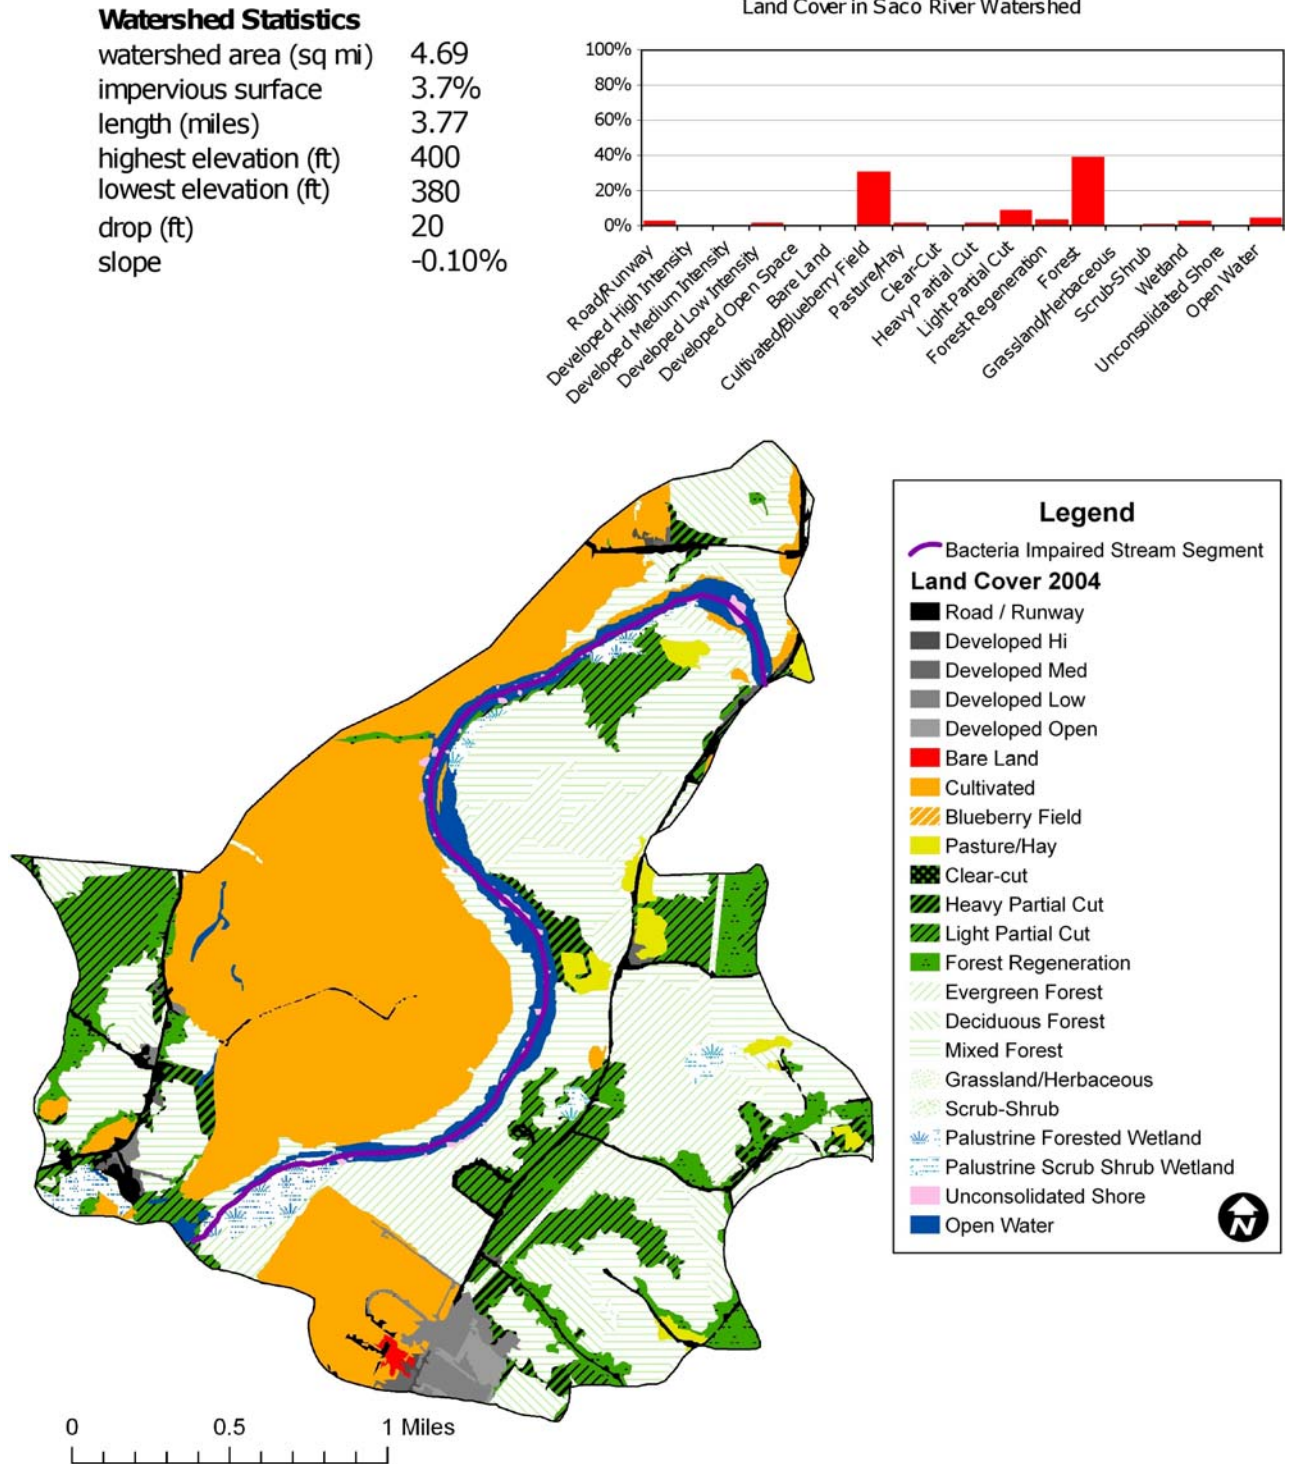 Watershed Statistics
watershed area (sq mi) 4.69
impervious surface 3.7%
length (miles) 3.77
highest elevation (ft) 400
lowest elevation (ft) 380
drop (ft) 20
slope -0.10%
Land Cover in Saco River Watershed
100%
80%
60%
40%
20%
0%
Road/Runway
Developed High Intensity
Developed Medium Intensity
Developed Low Intensity
Developed Open Space
Bare Land
Cultivated/Blueberry Field
Pasture/Hay
Clear-Cut
Heavy Partial Cut
Light Partial Cut
Forest Regeneration
Forest
Grassland/Herbaceous
Scrub-Shrub
Wetland
Unconsolidated Shore
Open Water
Legend
Bacteria Impaired Stream Segment
Land Cover 2004
Road / Runway
Developed Hi
Developed Med
Developed Low
Developed Open
Bare Land
Cultivated
Blueberry Field
Pasture/Hay
Clear-cut
Heavy Partial Cut
Light Partial Cut
Forest Regeneration
Evergreen Forest
Deciduous Forest
Mixed Forest
Grassland/Herbaceous
Scrub-Shrub
Palustrine Forested Wetland
Palustrine Scrub Shrub Wetland
Unconsolidated Shore
Open Water
N
0 0.5 1 Miles